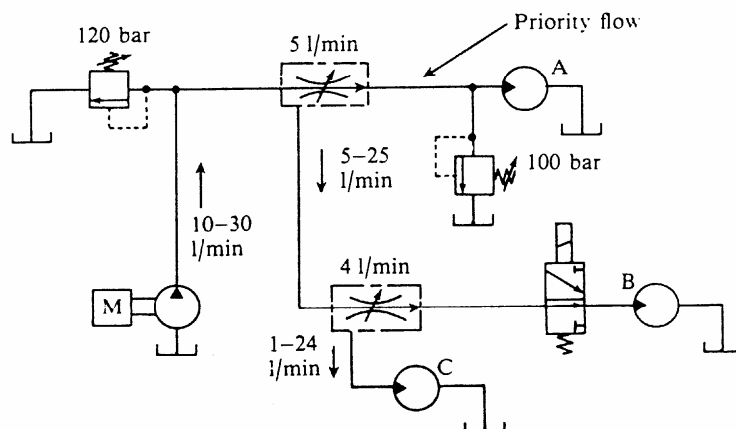 Priority flow
120 bar
5 l/min
A
5–25
l/min
100 bar
10–30
l/min
4 l/min
B
M
1–24
l/min
C